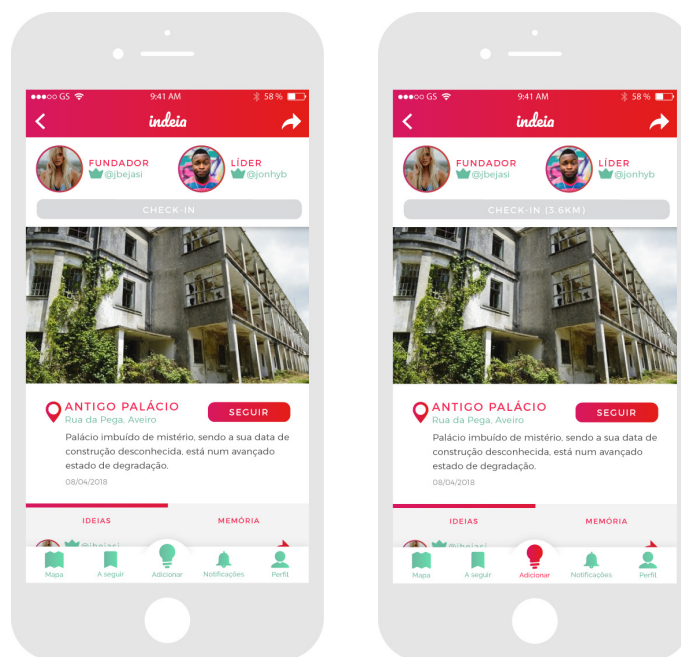 GS 9:41 AM 58 %
indeia
FUNDADOR
@jbejasi
LÍDER
@jonhyb
CHECK-IN
ANTIGO PALÁCIO
Rua da Pega, Aveiro
SEGUIR
Palácio imbuído de mistério, sendo a sua data de
construção desconhecida, está num avançado
estado de degradação.
08/04/2018
IDEIAS MEMÓRIA
Mapa A seguir Adicionar Notificações Perfil
GS 9:41 AM 58 %
indeia
FUNDADOR
@jbejasi
LÍDER
@jonhyb
CHECK-IN (3.6KM)
ANTIGO PALÁCIO
Rua da Pega, Aveiro
SEGUIR
Palácio imbuído de mistério, sendo a sua data de
construção desconhecida, está num avançado
estado de degradação.
08/04/2018
IDEIAS MEMÓRIA
Mapa A seguir Adicionar Notificações Perfil